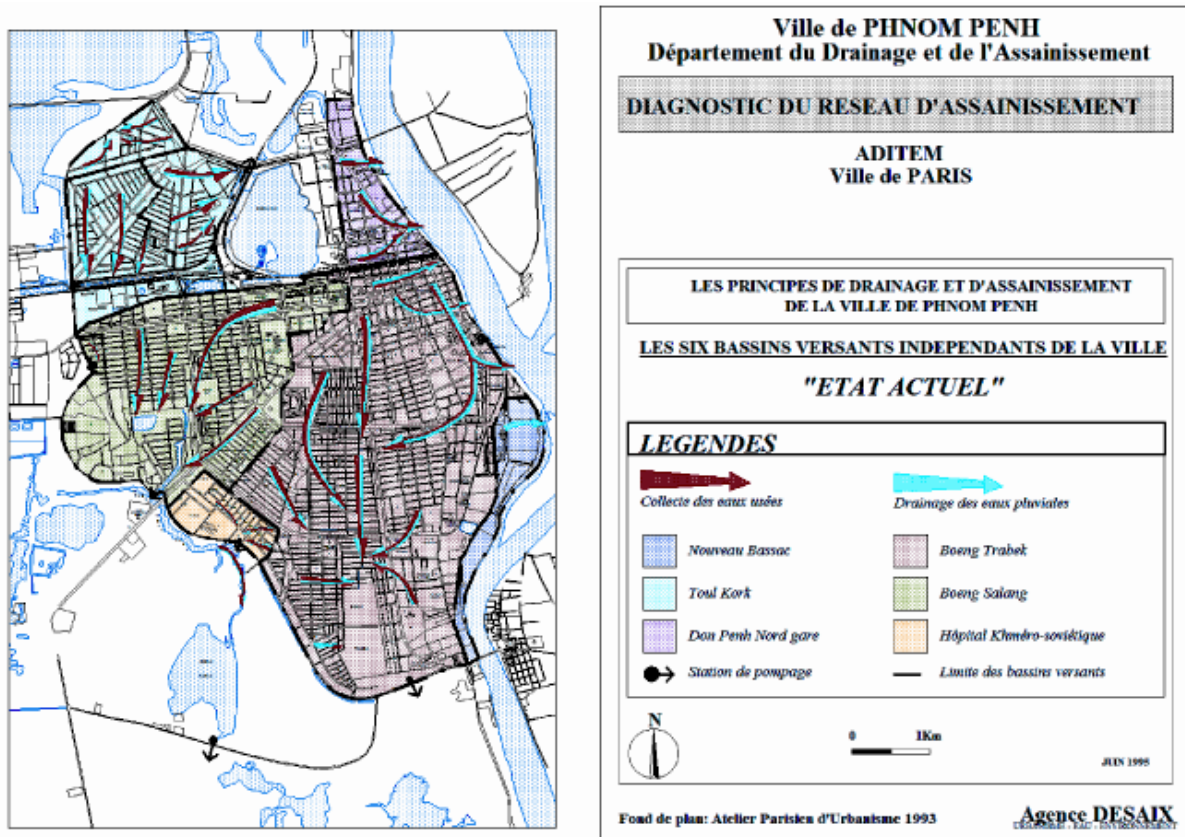 Ville de PHNOM PENH
Département du Drainage et de l'Assainissement
DIAGNOSTIC DU RESEAU D'ASSAINISSEMENT
ADITEM
Ville de PARIS
LES PRINCIPES DE DRAINAGE ET D'ASSAINISSEMENT
DE LA VILLE DE PHNOM PENH
LES SIX BASSINS VERSANTS INDEPENDANTS DE LA VILLE
"ETAT ACTUEL"
LEGENDES
Collecte des eaux usées
Drainage des eaux pluviales
Nouveau Bassac
Boeng Trabek
Toul Kork
Boeng Salang
Don Penh Nord gare
Hôpital Khméro-soviétique
Station de pompage
Limite des bassins versants
N
0 1Km
JUIN 1995
Fond de plan: Atelier Parisien d'Urbanisme 1993
Agence DESAIX
EAU - ENVIRONNEMENT